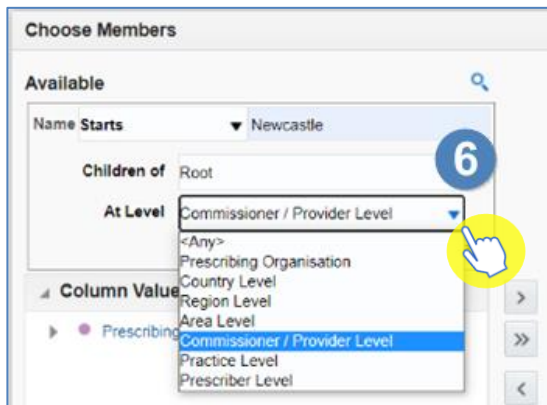 Choose Members
Available
Name Starts Newcastle
6
Children of Root
At Level Commissioner / Provider Level
<Any>
Prescribing Organisation
Country Level
Region Level
Area Level
Commissioner / Provider Level
Practice Level
Prescriber Level
Column Value
Prescribing